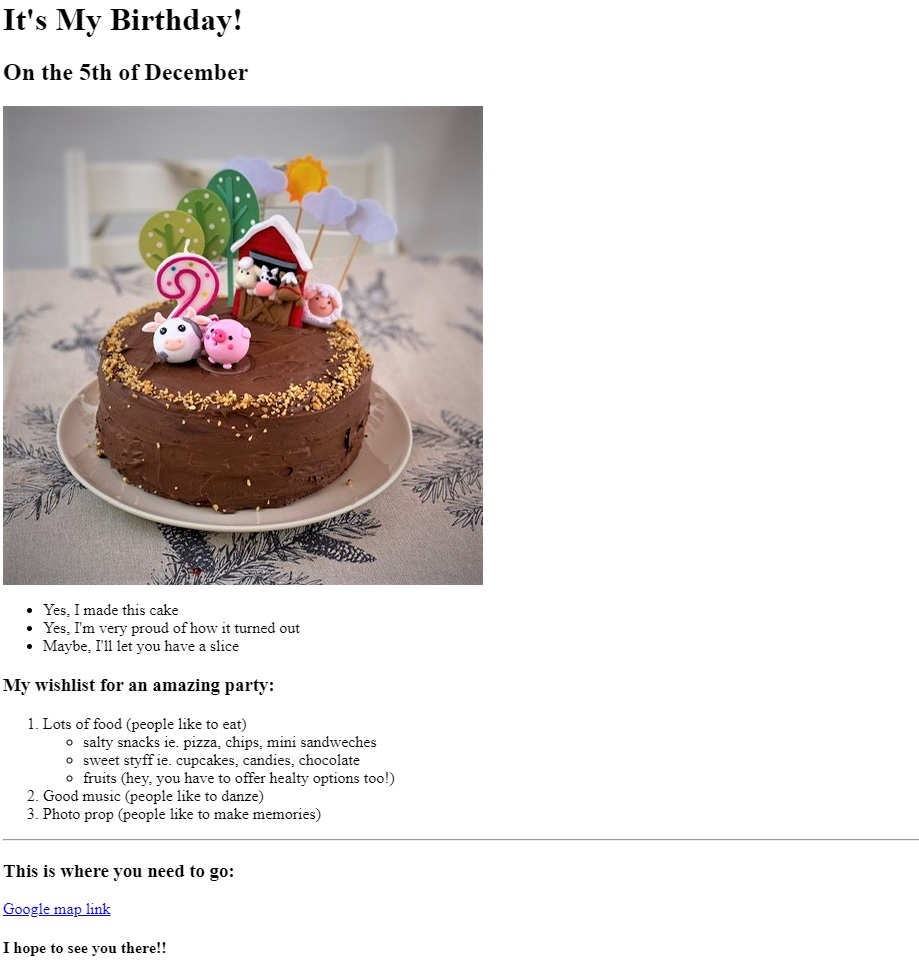 It's My Birthday!
On the 5th of December
2
Yes, I made this cake
Yes, I'm very proud of how it turned out
Maybe, I'll let you have a slice
My wishlist for an amazing party:
1. Lots of food (people like to eat)
salty snacks ie. pizza, chips, mini sandweches
sweet styff ie. cupcakes, candies, chocolate
fruits (hey, you have to offer healty options too!)
2. Good music (people like to danze)
3. Photo prop (people like to make memories)
This is where you need to go:
Google map link
I hope to see you there!!